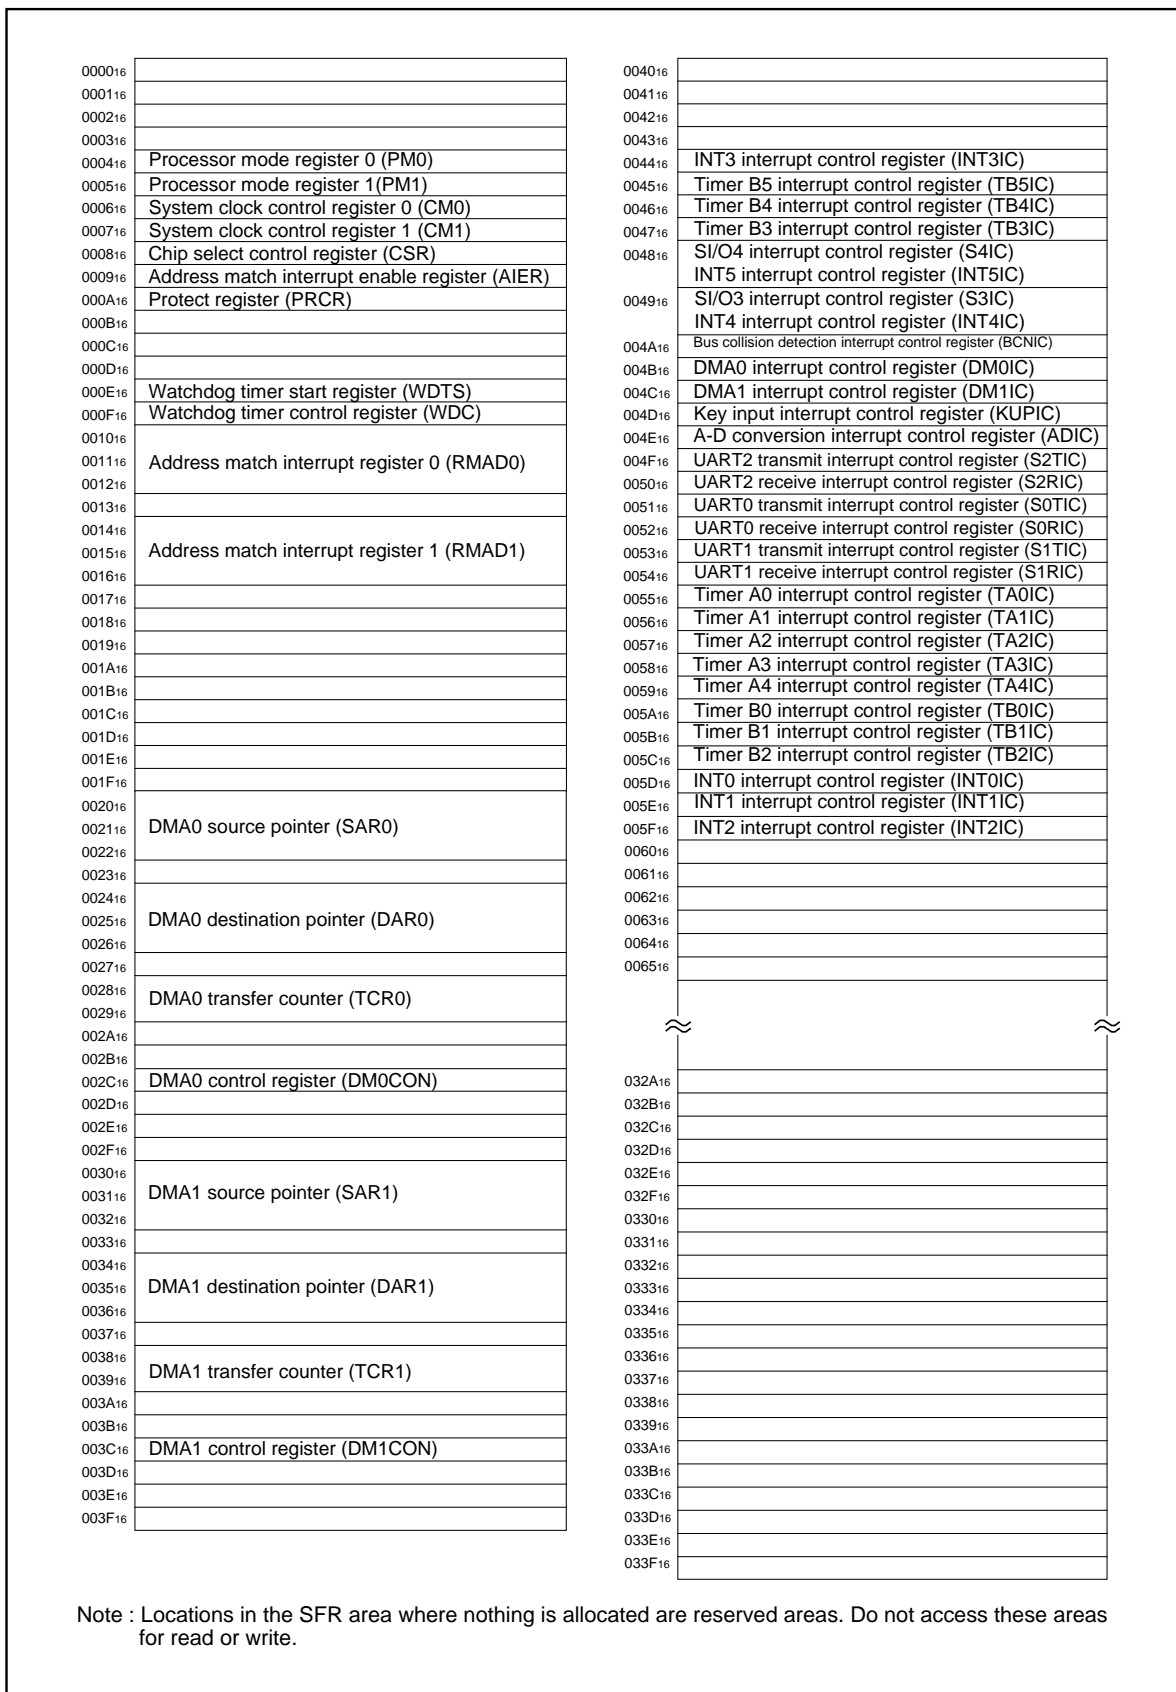 000016
000116
000216
000316
000416 Processor mode register 0 (PM0)
000516 Processor mode register 1(PM1)
000616 System clock control register 0 (CM0)
000716 System clock control register 1 (CM1)
000816 Chip select control register (CSR)
000916 Address match interrupt enable register (AIER)
000A16 Protect register (PRCR)
000B16
000C16
000D16
000E16 Watchdog timer start register (WDTS)
000F16 Watchdog timer control register (WDC)
001016
001116 Address match interrupt register 0 (RMAD0)
001216
001316
001416
001516 Address match interrupt register 1 (RMAD1)
001616
001716
001816
001916
001A16
001B16
001C16
001D16
001E16
001F16
002016
002116 DMA0 source pointer (SAR0)
002216
002316
002416
002516 DMA0 destination pointer (DAR0)
002616
002716
002816
DMA0 transfer counter (TCR0)
002916
002A16
002B16
002C16 DMA0 control register (DM0CON)
002D16
002E16
002F16
003016
003116 DMA1 source pointer (SAR1)
003216
003316
003416
003516 DMA1 destination pointer (DAR1)
003616
003716
003816
DMA1 transfer counter (TCR1)
003916
003A16
003B16
003C16 DMA1 control register (DM1CON)
003D16
003E16
003F16
004016
004116
004216
004316
004416 INT3 interrupt control register (INT3IC)
004516 Timer B5 interrupt control register (TB5IC)
004616 Timer B4 interrupt control register (TB4IC)
004716 Timer B3 interrupt control register (TB3IC)
004816 SI/O4 interrupt control register (S4IC)
INT5 interrupt control register (INT5IC)
004916 SI/O3 interrupt control register (S3IC)
INT4 interrupt control register (INT4IC)
004A16 Bus collision detection interrupt control register (BCNIC)
004B16 DMA0 interrupt control register (DM0IC)
004C16 DMA1 interrupt control register (DM1IC)
004D16 Key input interrupt control register (KUPIC)
004E16 A-D conversion interrupt control register (ADIC)
004F16 UART2 transmit interrupt control register (S2TIC)
005016 UART2 receive interrupt control register (S2RIC)
005116 UART0 transmit interrupt control register (S0TIC)
005216 UART0 receive interrupt control register (S0RIC)
005316 UART1 transmit interrupt control register (S1TIC)
005416 UART1 receive interrupt control register (S1RIC)
005516 Timer A0 interrupt control register (TA0IC)
005616 Timer A1 interrupt control register (TA1IC)
005716 Timer A2 interrupt control register (TA2IC)
005816 Timer A3 interrupt control register (TA3IC)
005916 Timer A4 interrupt control register (TA4IC)
005A16 Timer B0 interrupt control register (TB0IC)
005B16 Timer B1 interrupt control register (TB1IC)
005C16 Timer B2 interrupt control register (TB2IC)
005D16 INT0 interrupt control register (INT0IC)
005E16 INT1 interrupt control register (INT1IC)
005F16 INT2 interrupt control register (INT2IC)
006016
006116
006216
006316
006416
006516
032A16
032B16
032C16
032D16
032E16
032F16
033016
033116
033216
033316
033416
033516
033616
033716
033816
033916
033A16
033B16
033C16
033D16
033E16
033F16
Note : Locations in the SFR area where nothing is allocated are reserved areas. Do not access these areas
for read or write.